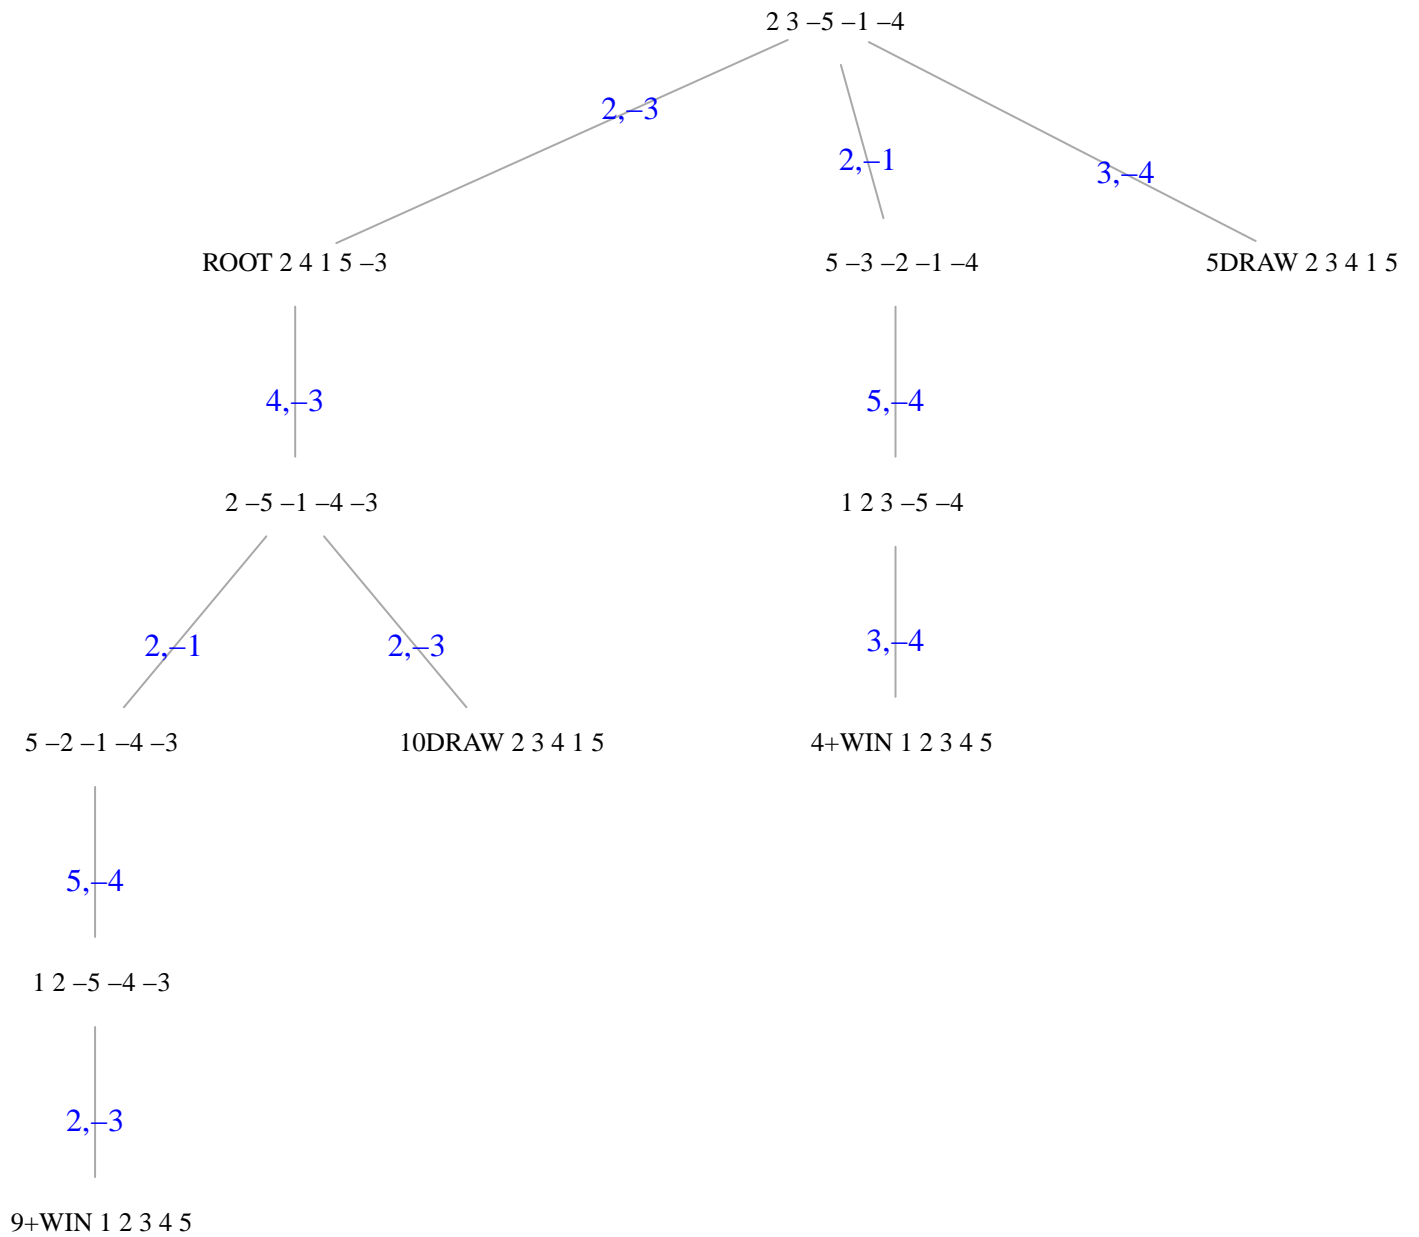 2 3 –5 –1 –4
2,–3
2,–1
3,–4
ROOT 2 4 1 5 –3
5 –3 –2 –1 –4
5DRAW 2 3 4 1 5
4,–3
5,–4
2 –5 –1 –4 –3
1 2 3 –5 –4
2,–1
2,–3
3,–4
5 –2 –1 –4 –3
10DRAW 2 3 4 1 5
4+WIN 1 2 3 4 5
5,–4
1 2 –5 –4 –3
2,–3
9+WIN 1 2 3 4 5